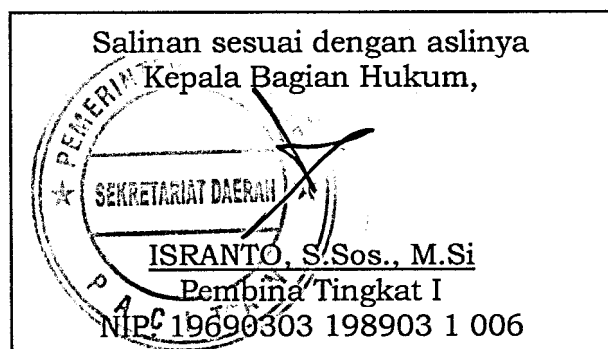 Salinan sesuai dengan aslinya
Kepala Bagian Hukum,
SEKRETARIAT DAERAH
ISRANTO, S.Sos., M.Si
Pembina Tingkat I
NIP. 19690303 198903 1 006